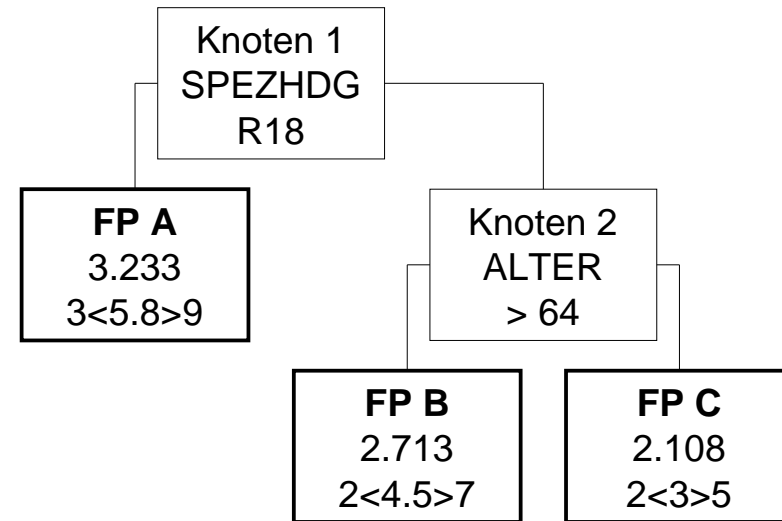 Knoten 1
SPEZHDG
R18
FP A
3.233
3<5.8>9
Knoten 2
ALTER
> 64
FP B
2.713
2<4.5>7
FP C
2.108
2<3>5